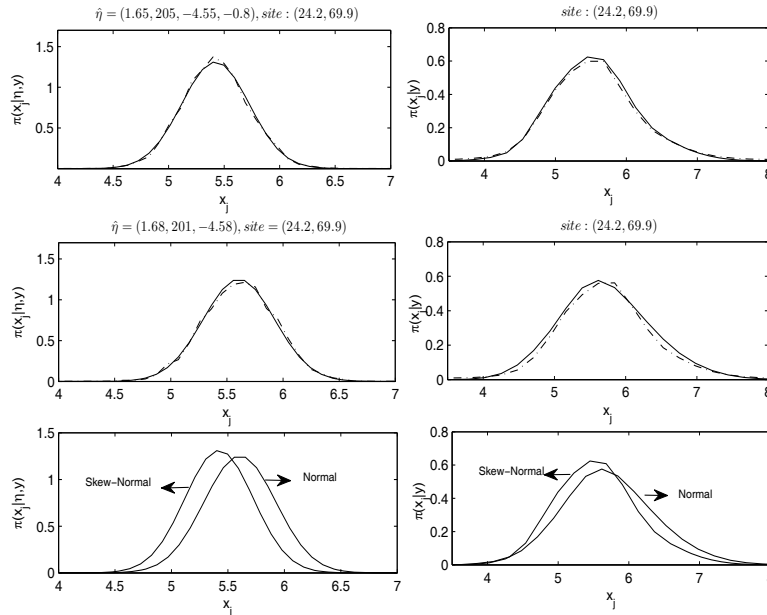 η̂ = (1.65, 205, −4.55, −0.8), site : (24.2, 69.9)
π(x_j|η,y)
1.5
1
0.5
4 4.5 5 5.5 6 6.5 7
x_j
site : (24.2, 69.9)
π(x_j|y)
0.8
0.6
0.4
0.2
0
4 5 6 7 8
x_j
η̂ = (1.68, 201, −4.58), site = (24.2, 69.9)
π(x_j|η,y)
1.5
1
0.5
0
4 4.5 5 5.5 6 6.5 7
x_j
site : (24.2, 69.9)
π(x_j|y)
0.8
0.6
0.4
0.2
0
4 5 6 7 8
x_j
π(x_j|η,y)
1.5
1
0.5
0
Skew−Normal
Normal
4 4.5 5 5.5 6 6.5 7
x_j
π(x_j|y)
0.8
0.6
0.4
0.2
0
Skew−Normal
Normal
4 5 6 7 8
x_j